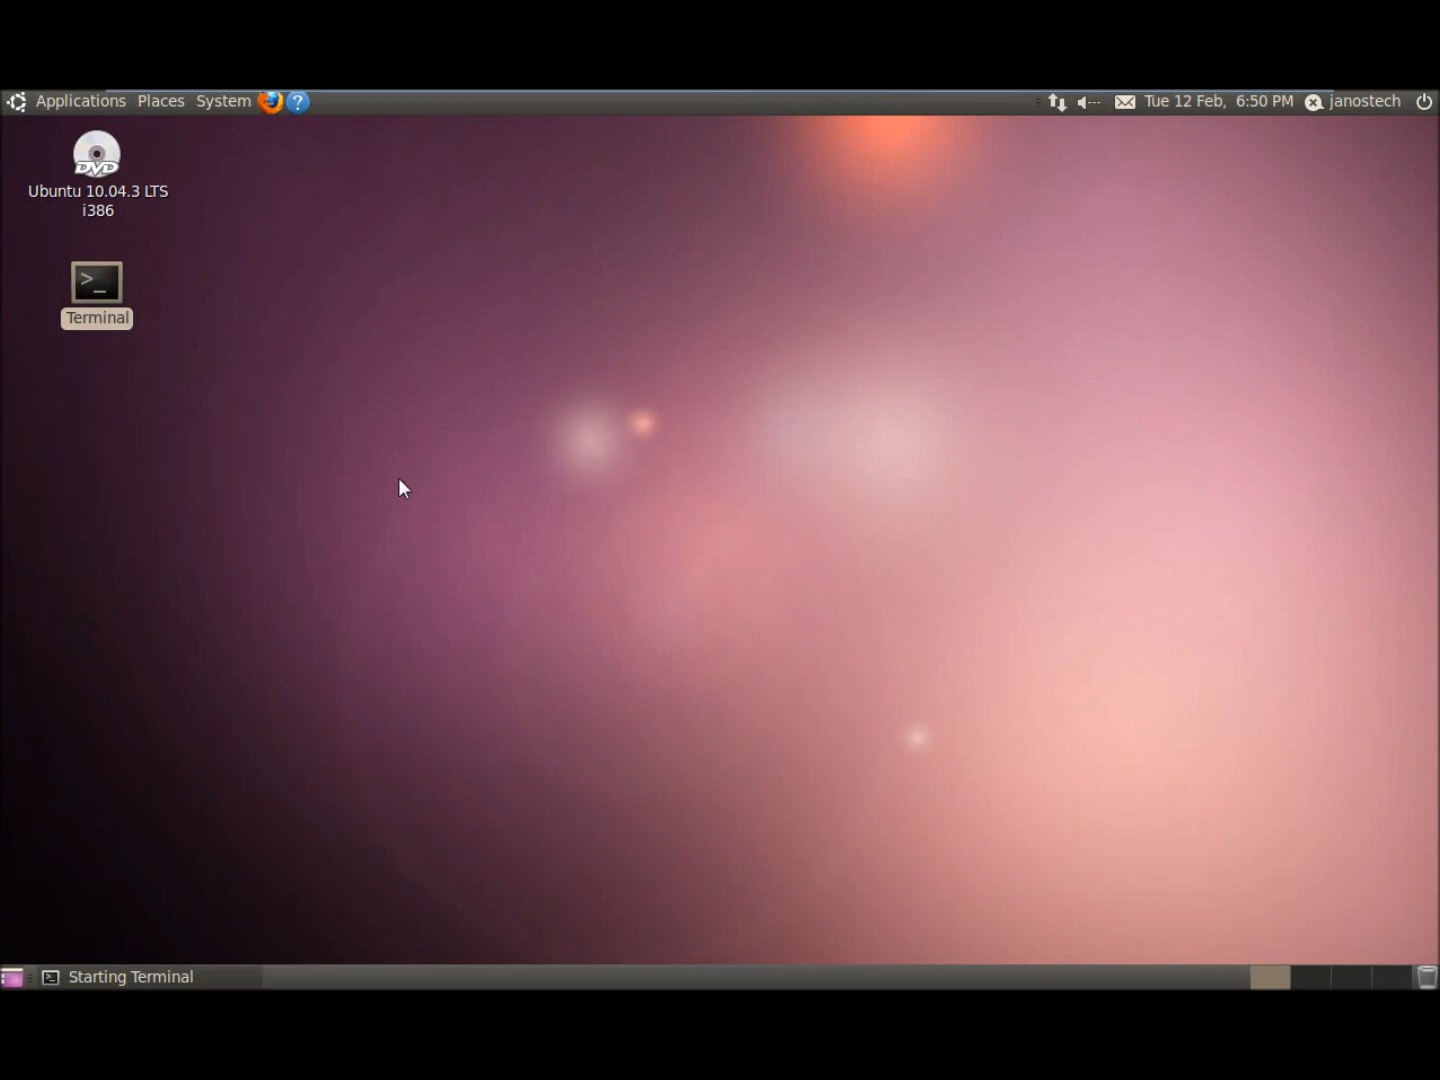 Applications Places System ?
Tue 12 Feb, 6:50 PM janostech
DVD
Ubuntu 10.04.3 LTS
i386
>_
Terminal
Starting Terminal